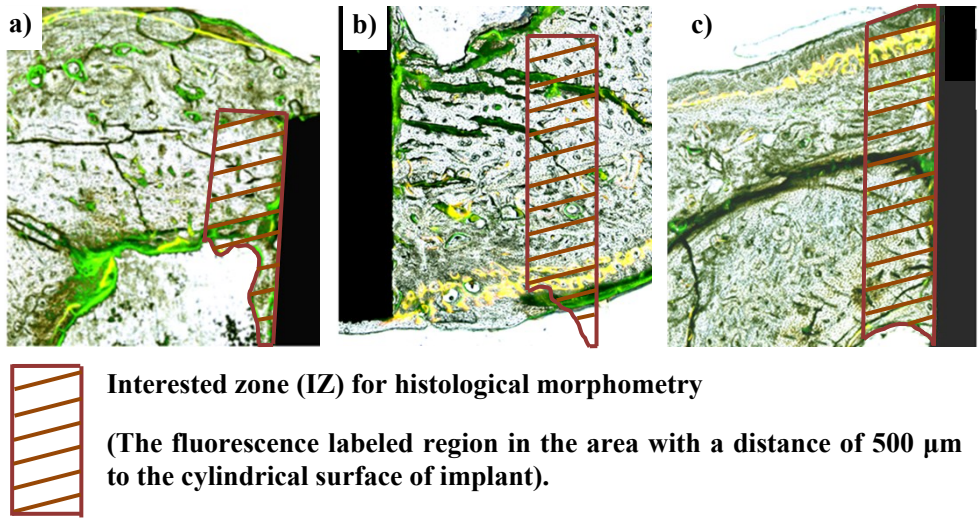 a)
b)
c)
Interested zone (IZ) for histological morphometry
(The fluorescence labeled region in the area with a distance of 500 μm
to the cylindrical surface of implant).